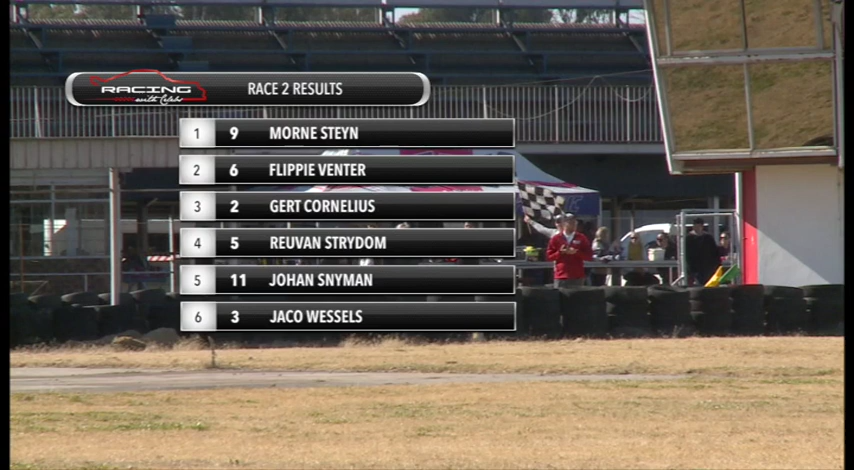 RACING
with Celebs
RACE 2 RESULTS
1 9 MORNE STEYN
2 6 FLIPPIE VENTER
3 2 GERT CORNELIUS
4 5 REUVAN STRYDOM
5 11 JOHAN SNYMAN
6 3 JACO WESSELS